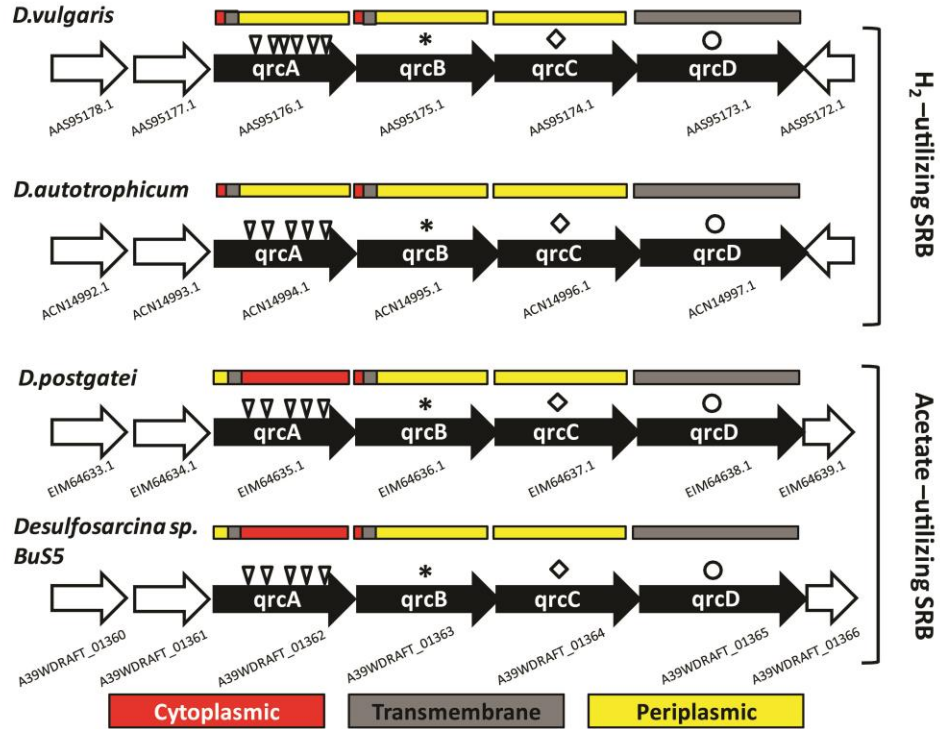 D.vulgaris
* ◇ ○
qrcA qrcB qrcC qrcD
AAS95178.1 AAS95177.1 AAS95176.1 AAS95175.1 AAS95174.1 AAS95173.1 AAS95172.1
D.autotrophicum
* ◇ ○
qrcA qrcB qrcC qrcD
ACN14992.1 ACN14993.1 ACN14994.1 ACN14995.1 ACN14996.1 ACN14997.1
H₂–utilizing SRB
D.postgatei
* ◇ ○
qrcA qrcB qrcC qrcD
EIM64633.1 EIM64634.1 EIM64635.1 EIM64636.1 EIM64637.1 EIM64638.1 EIM64639.1
Desulfosarcina sp.
BuS5
* ◇ ○
qrcA qrcB qrcC qrcD
A39WDRAFT_01360 A39WDRAFT_01361 A39WDRAFT_01362 A39WDRAFT_01363 A39WDRAFT_01364 A39WDRAFT_01365 A39WDRAFT_01366
Acetate –utilizing SRB
Cytoplasmic Transmembrane Periplasmic